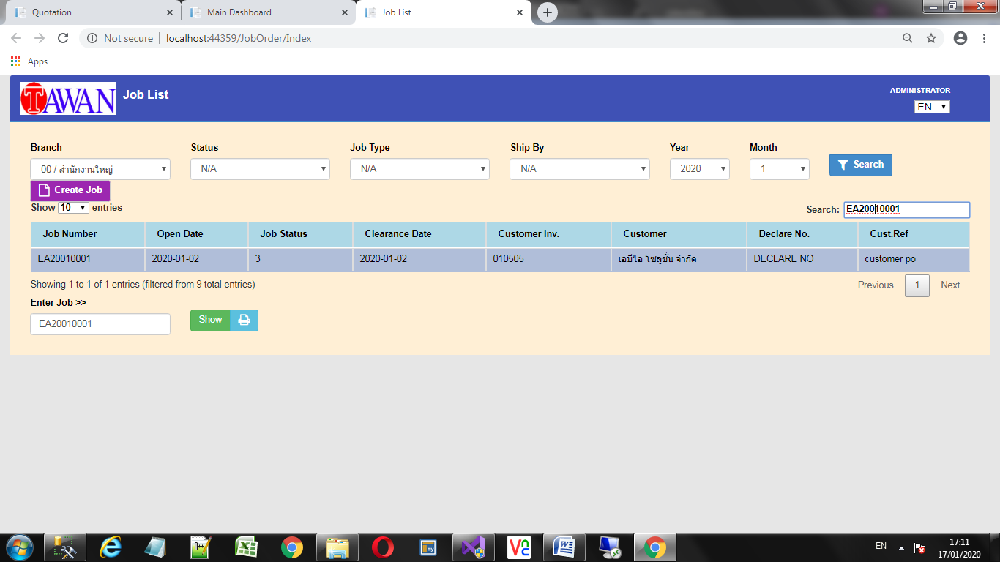 Quotation
Main Dashboard
Job List
Not secure
localhost:44359/JobOrder/Index
Apps
TAWAN
Job List
ADMINISTRATOR
EN
Branch Status Job Type Ship By Year Month
00 / สำนักงานใหญ่ N/A N/A N/A 2020 1 Search
Create Job
Show 10 entries
Search: EA20010001
Job Number Open Date Job Status Clearance Date Customer Inv. Customer Declare No. Cust.Ref
EA20010001 2020-01-02 3 2020-01-02 010505 เอบีไอ โซลูชั่น จำกัด DECLARE NO customer po
Showing 1 to 1 of 1 entries (filtered from 9 total entries)
Previous 1 Next
Enter Job >>
EA20010001 Show
EN
17:11
17/01/2020